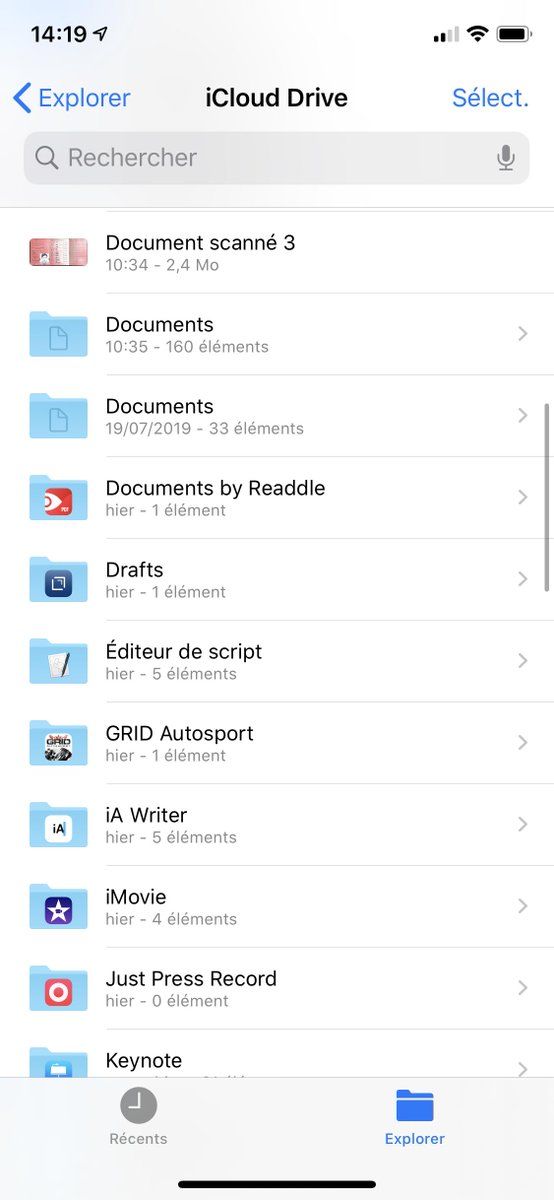 14:19
Explorer
iCloud Drive
Sélect.
Rechercher
Document scanné 3
10:34 - 2,4 Mo
Documents
10:35 - 160 éléments
Documents
19/07/2019 - 33 éléments
PDF
Documents by Readdle
hier - 1 élément
Drafts
hier - 1 élément
Éditeur de script
hier - 5 éléments
GRID
GRID Autosport
hier - 1 élément
iA
iA Writer
hier - 5 éléments
iMovie
hier - 4 éléments
Just Press Record
hier - 0 élément
Keynote
Récents
Explorer